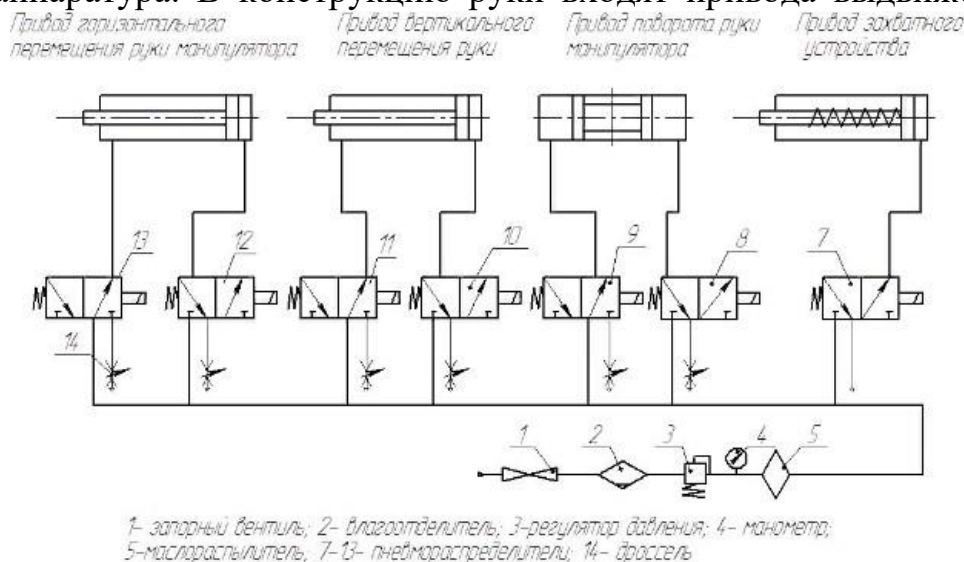 аппаратура. В конструкцию руки входят привода выдвиже
Привод горизонтального перемещения руки манипулятора
Привод вертикального перемещения руки
Привод поворота руки манипулятора
Привод захватного устройства
13
12
11
10
9
8
7
14
1
2
3
4
5
1- запорный вентиль; 2- влагоотделитель; 3-регулятор давления; 4- манометр;
5-маслораспылитель; 7-13- пневмораспределители; 14- дроссель